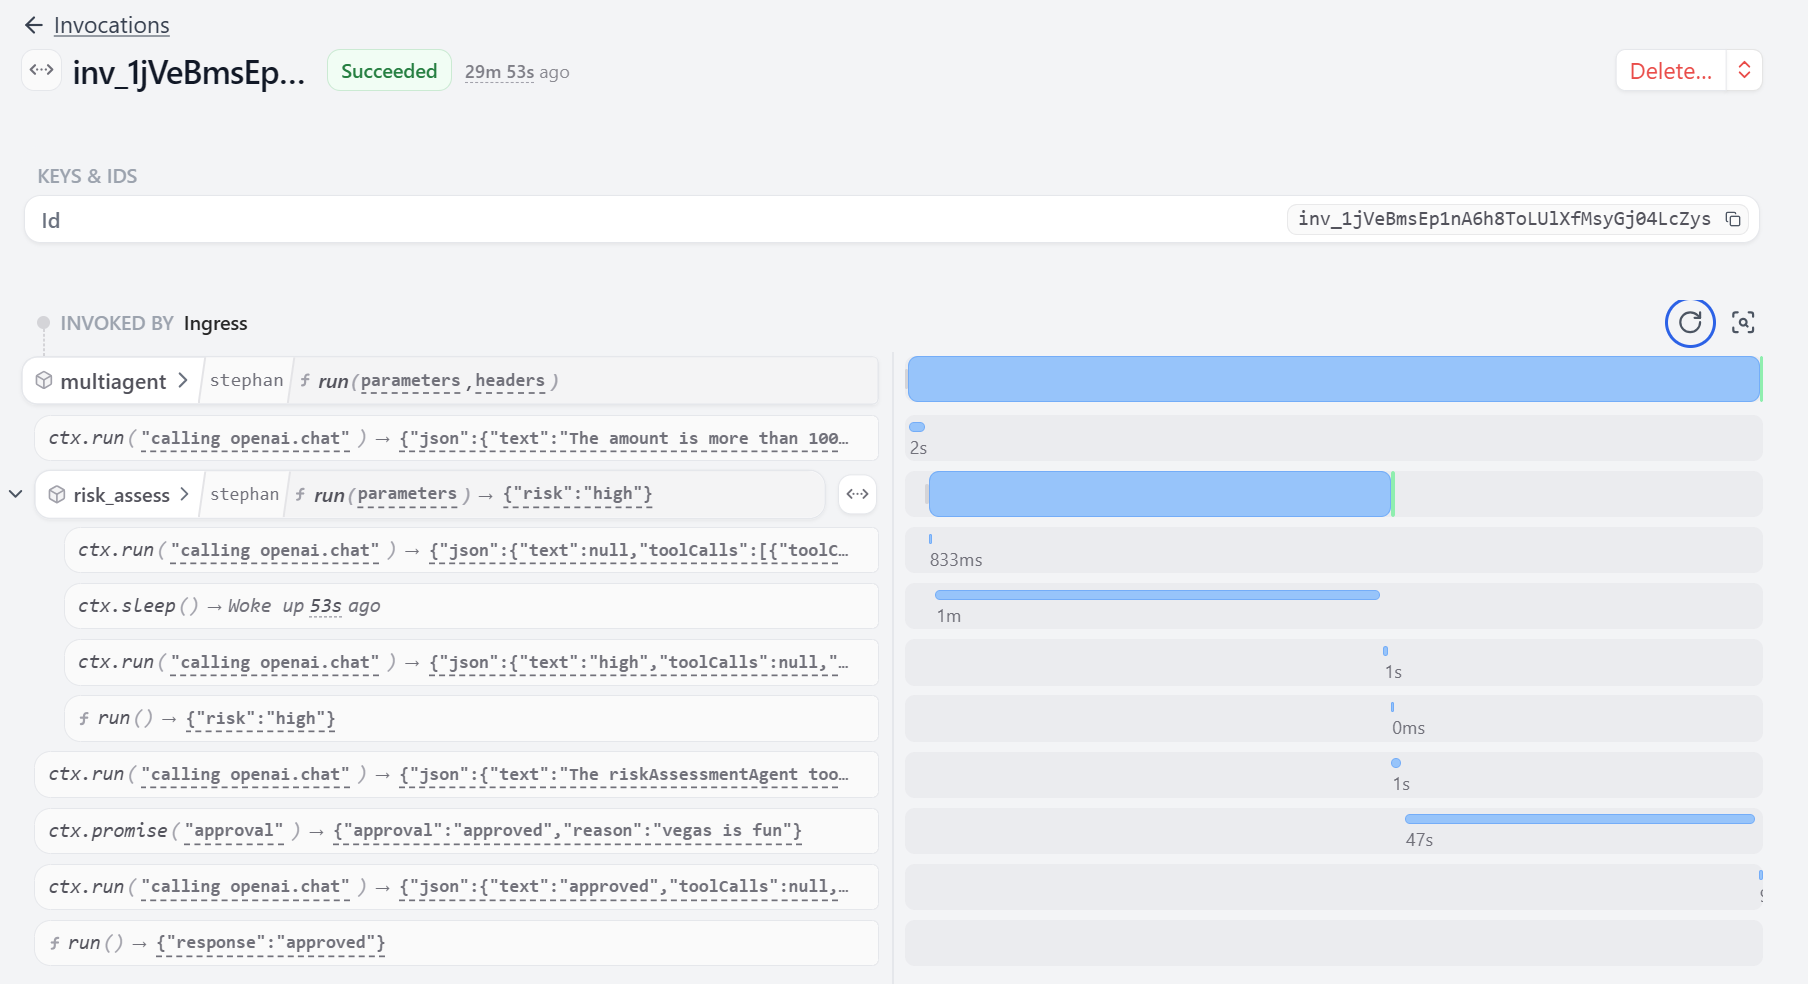 Invocations
inv_1jVeBmsEp... Succeeded 29m 53s ago Delete...
KEYS & IDS
Id inv_1jVeBmsEp1nA6h8ToLUlXfMsyGj04LcZys
INVOKED BY Ingress
multiagent stephan f run(parameters,headers)
ctx.run("calling openai.chat") → {"json":{"text":"The amount is more than 100…
2s
risk_assess stephan f run(parameters) → {"risk":"high"}
ctx.run("calling openai.chat") → {"json":{"text":null,"toolCalls":[{"toolC…
833ms
ctx.sleep() → Woke up 53s ago
1m
ctx.run("calling openai.chat") → {"json":{"text":"high","toolCalls":null,"…
1s
f run() → {"risk":"high"}
0ms
ctx.run("calling openai.chat") → {"json":{"text":"The riskAssessmentAgent too…
1s
ctx.promise("approval") → {"approval":"approved","reason":"vegas is fun"}
47s
ctx.run("calling openai.chat") → {"json":{"text":"approved","toolCalls":null,…
f run() → {"response":"approved"}